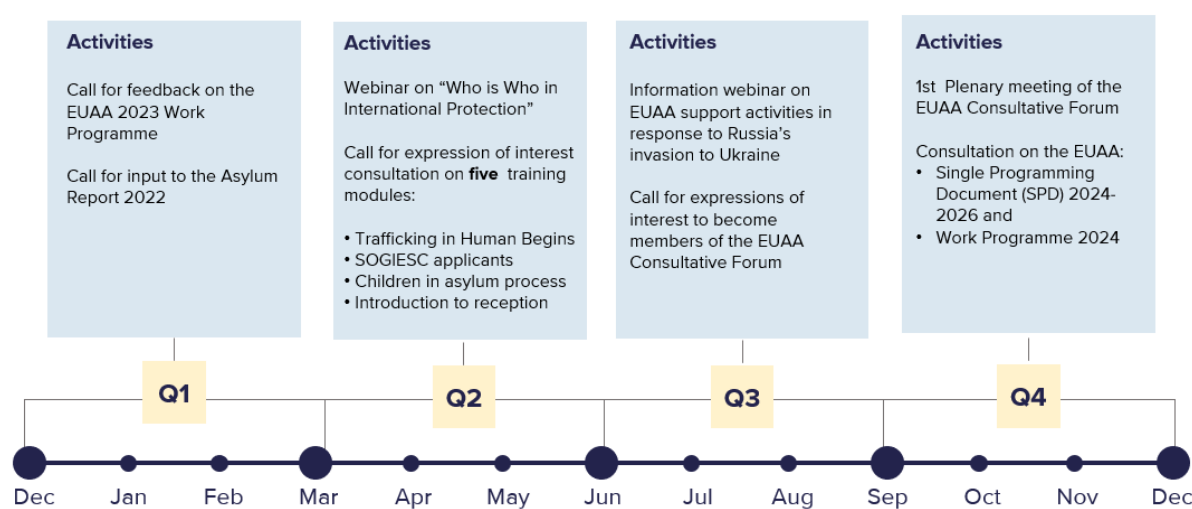 Activities
Call for feedback on the
EUAA 2023 Work
Programme
Call for input to the Asylum
Report 2022
Activities
Webinar on “Who is Who in
International Protection”
Call for expression of interest
consultation on five training
modules:
• Trafficking in Human Begins
• SOGIESC applicants
• Children in asylum process
• Introduction to reception
Activities
Information webinar on
EUAA support activities in
response to Russia’s
invasion to Ukraine
Call for expressions of
interest to become
members of the EUAA
Consultative Forum
Activities
1st Plenary meeting of the
EUAA Consultative Forum
Consultation on the EUAA:
• Single Programming
Document (SPD) 2024-
2026 and
• Work Programme 2024
Q1
Q2
Q3
Q4
Dec Jan Feb Mar Apr May Jun Jul Aug Sep Oct Nov Dec